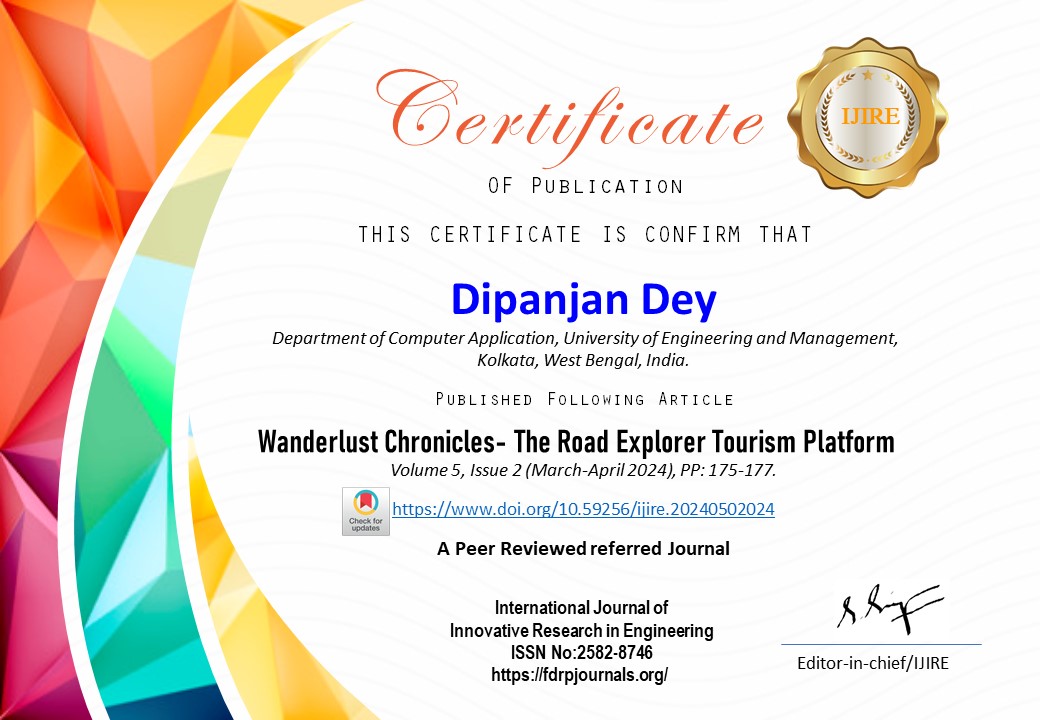 Certificate
IJIRE
OF PUBLICATION
THIS CERTIFICATE IS CONFIRM THAT
Dipanjan Dey
Department of Computer Application, University of Engineering and Management,
Kolkata, West Bengal, India.
PUBLISHED FOLLOWING ARTICLE
Wanderlust Chronicles- The Road Explorer Tourism Platform
Volume 5, Issue 2 (March-April 2024), PP: 175-177.
Check for
updates
https://www.doi.org/10.59256/ijire.20240502024
A Peer Reviewed referred Journal
International Journal of
Innovative Research in Engineering
ISSN No:2582-8746
https://fdrpjournals.org/
Editor-in-chief/IJIRE